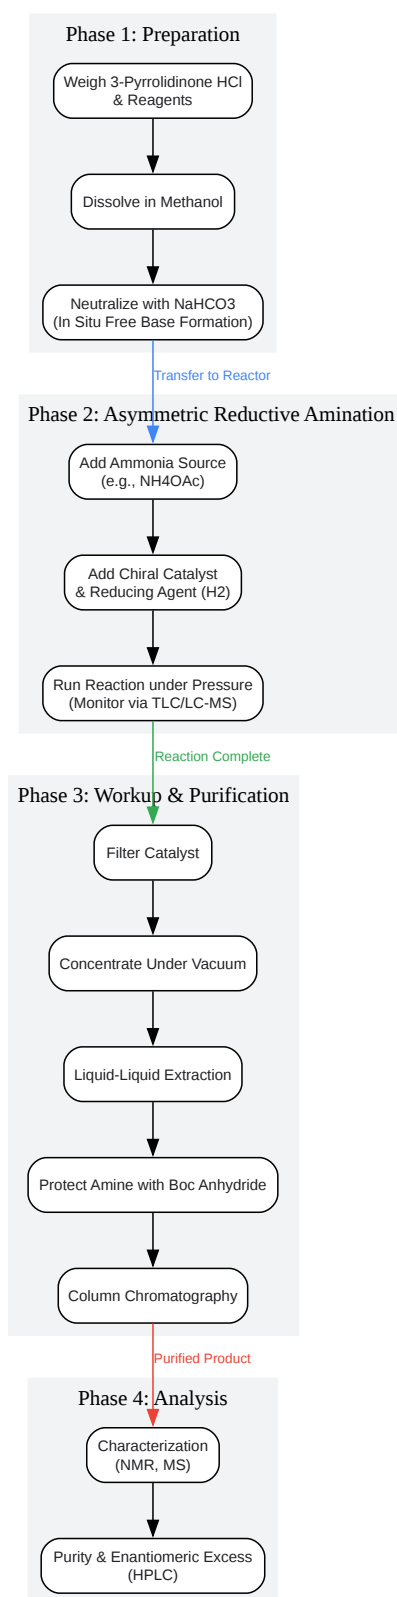 Phase 1: Preparation
Weigh 3-Pyrrolidinone HCl
& Reagents
Dissolve in Methanol
Neutralize with NaHCO3
(In Situ Free Base Formation)
Transfer to Reactor
Phase 2: Asymmetric Reductive Amination
Add Ammonia Source
(e.g., NH4OAc)
Add Chiral Catalyst
& Reducing Agent (H2)
Run Reaction under Pressure
(Monitor via TLC/LC-MS)
Reaction Complete
Phase 3: Workup & Purification
Filter Catalyst
Concentrate Under Vacuum
Liquid-Liquid Extraction
Protect Amine with Boc Anhydride
Column Chromatography
Purified Product
Phase 4: Analysis
Characterization
(NMR, MS)
Purity & Enantiomeric Excess
(HPLC)